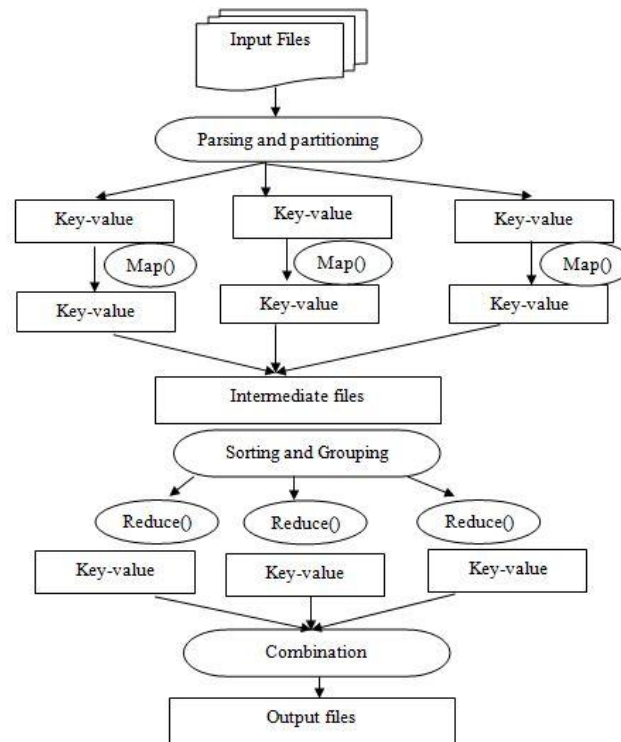 Input Files
Parsing and partitioning
Key-value
Key-value
Key-value
Map()
Map()
Map()
Key-value
Key-value
Key-value
Intermediate files
Sorting and Grouping
Reduce()
Reduce()
Reduce()
Key-value
Key-value
Key-value
Combination
Output files